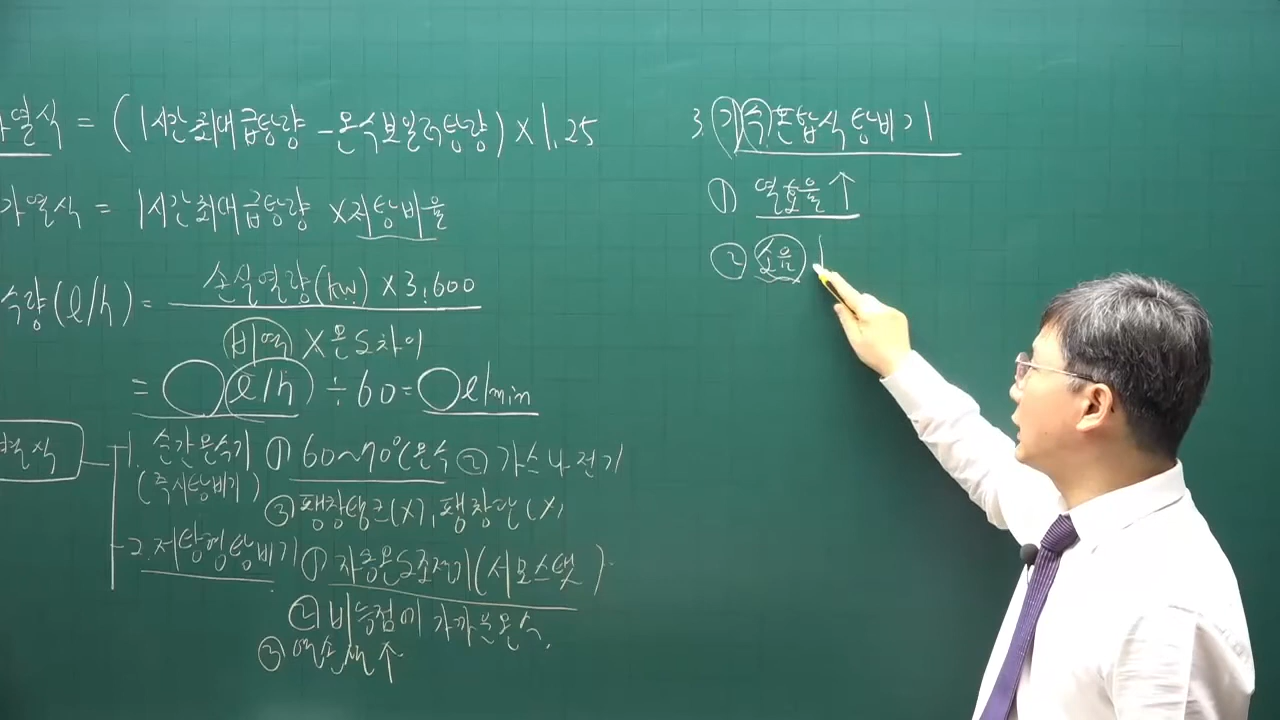 열식 = (1시간최대급탕량 - 온수보일러탕량) × 1.25
가열식 = 1시간최대급탕량 × 저탕비율
수량(ℓ/h) = 손실열량(kw) × 3,600
비열 × 온도차이
= ○ ℓ/h ÷ 60 = ○ ℓ/min
별식
1. 순간온수기 ① 60~70℃온수 ② 가스나 전기
(즉시탕비기) ③ 팽창탱크(X), 팽창관(X)
2. 저탕형탕비기 ① 자동온도조절기(서모스탯)
② 비등점에 가까운온수.
③ 열손실↑
3. 기수혼합식탕비기
① 열효율↑
② 소음